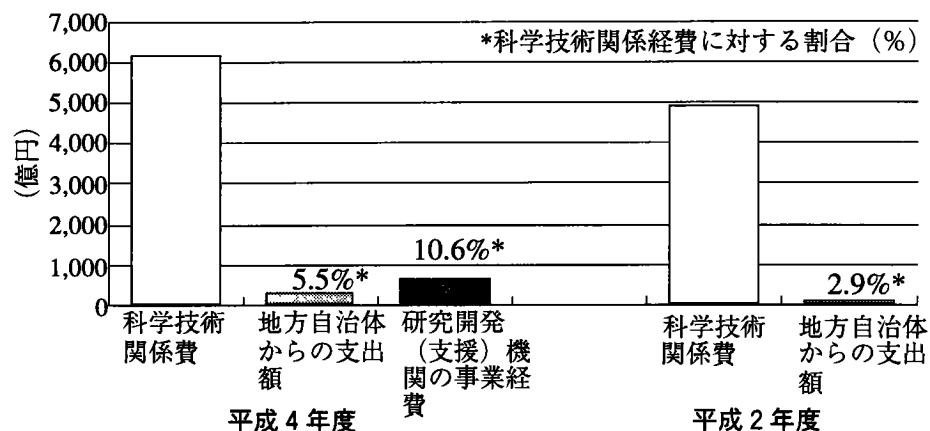 7,000
*科学技術関係経費に対する割合（%）
6,000
5,000
4,000
(億円)
3,000
2,000
10.6%*
1,000
5.5%*
2.9%*
0
科学技術
関係費
地方自治体
からの支出
額
研究開発
（支援）機
関の事業経
費
科学技術
関係費
地方自治体
からの支出
額
平成4年度
平成2年度